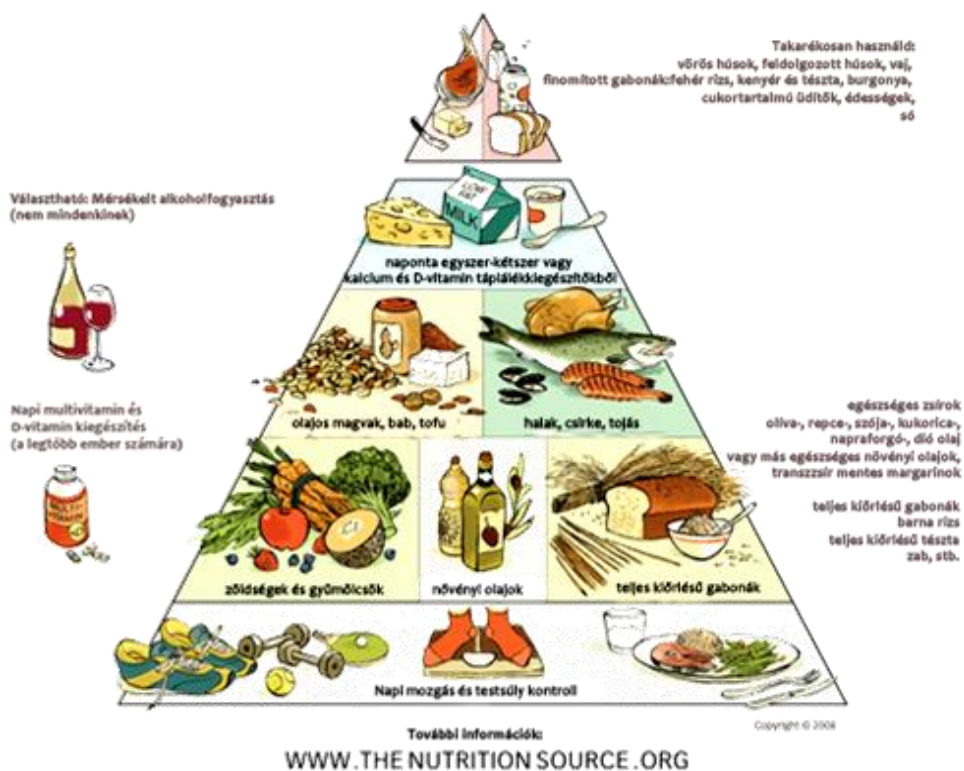 Takarékosan használd:
vörös húsok, feldolgozott húsok, vaj,
finomított gabonák:fehér rizs, kenyér és tészta, burgonya,
cukortartalmú üdítők, édességek,
só
Választható: Mérsékelt alkoholfogyasztás
(nem mindenkinek)
LOW
FAT
MILK
naponta egyszer-kétszer vagy
kalcium és D-vitamin táplálékkiegészítőkből
olajos magvak, bab, tofu
halak, csirke, tojás
Napi multivitamin és
D-vitamin kiegészítés
(a legtöbb ember számára)
MULTI-
VITAMIN
egészséges zsírok
oliva-, repce-, szója-, kukorica-,
napraforgó-, dió olaj
vagy más egészséges növényi olajok,
transzzsír mentes margarinok
teljes kiőrlésű gabonák
barna rizs
teljes kiőrlésű tészta
zab, stb.
zöldségek és gyümölcsök
növényi olajok
teljes kiőrlésű gabonák
Napi mozgás és testsúly kontroll
Copyright © 2008
További információk:
WWW.THE NUTRITION SOURCE.ORG